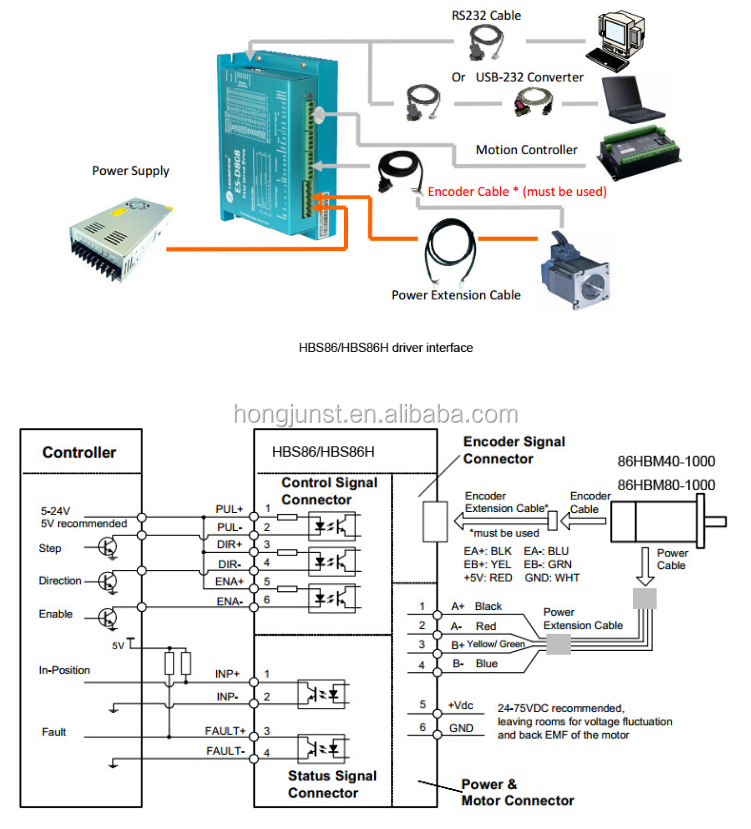 RS232 Cable
Or USB-232 Converter
Motion Controller
Encoder Cable * (must be used)
Power Supply
ES-D808
Easy Servo Drive
Leadshine
Power Extension Cable
HBS86/HBS86H driver interface
hongjunst.en.alibaba.com
Controller
HBS86/HBS86H
Encoder Signal
Connector
86HBM40-1000
86HBM80-1000
Control Signal
Connector
Encoder
Extension Cable*
Encoder
Cable
*must be used
5-24V
5V recommended
PUL+ 1
PUL- 2
Step
DIR+ 3
DIR- 4
Direction
ENA+ 5
ENA- 6
Enable
EA+: BLK EA-: BLU
EB+: YEL EB-: GRN
+5V: RED GND: WHT
Power
Cable
1 A+ Black
2 A- Red
3 B+ Yellow/ Green
4 B- Blue
Power
Extension Cable
5V
In-Position
INP+ 1
INP- 2
Fault
FAULT+ 3
FAULT- 4
5 +Vdc
6 GND
24-75VDC recommended,
leaving rooms for voltage fluctuation
and back EMF of the motor
Status Signal
Connector
Power &
Motor Connector